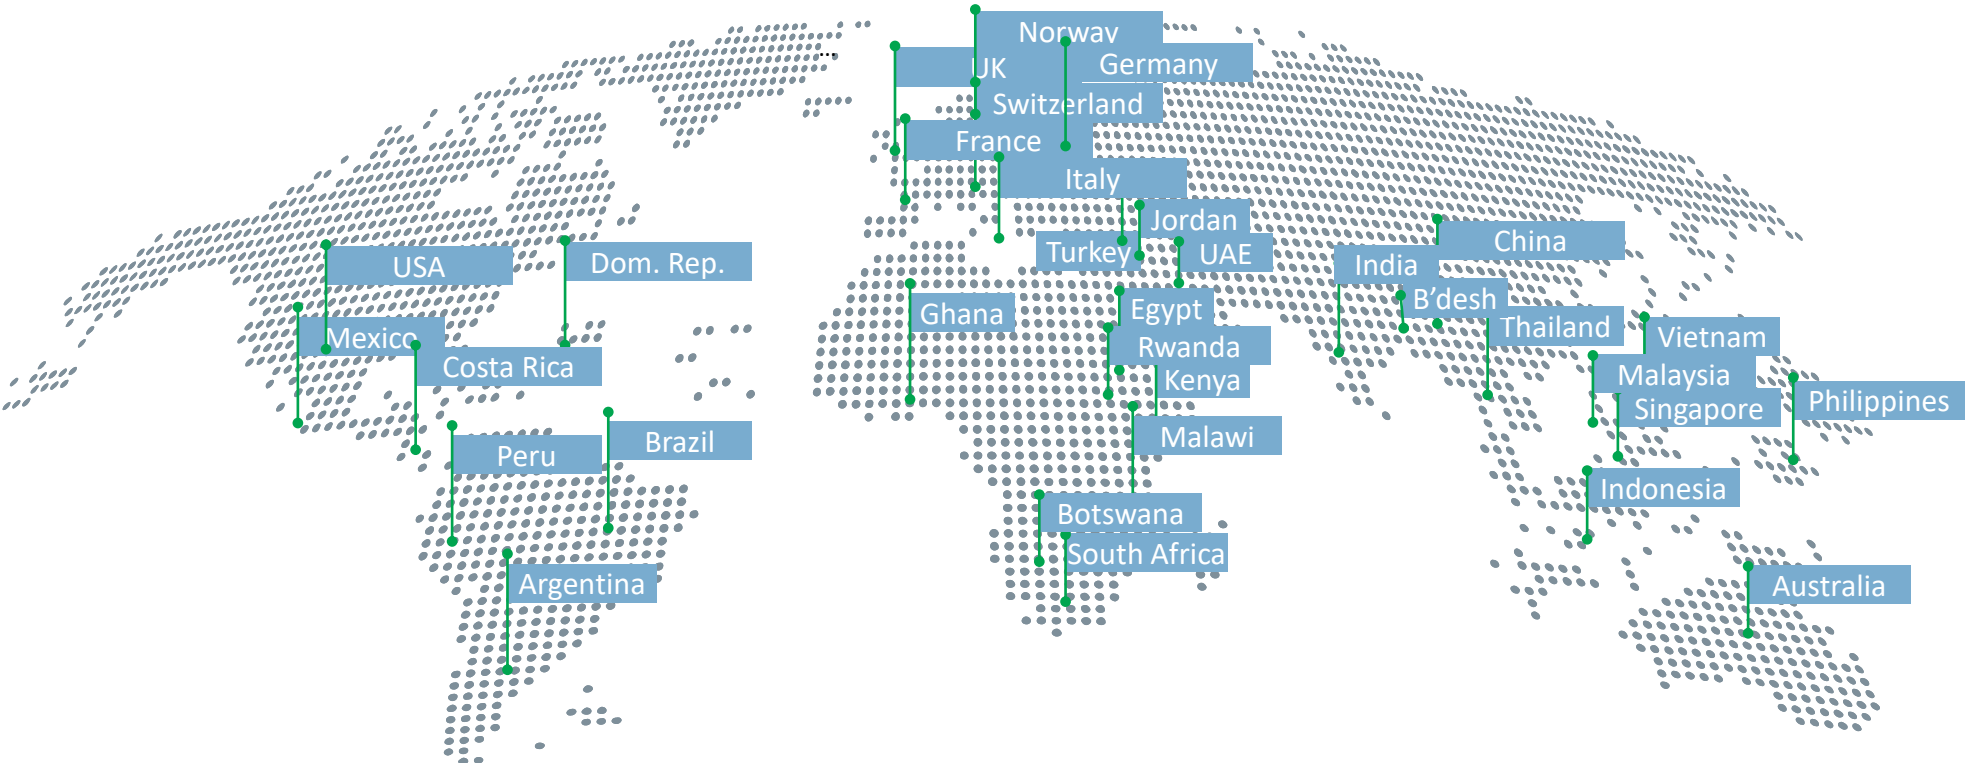 Norway
...
UK
Germany
Switzerland
France
Italy
Jordan
Turkey
UAE
China
USA
Dom. Rep.
India
B'desh
Ghana
Egypt
Thailand
Mexico
Rwanda
Vietnam
Costa Rica
Kenya
Malaysia
Singapore
Philippines
Peru
Brazil
Malawi
Indonesia
Botswana
South Africa
Argentina
Australia